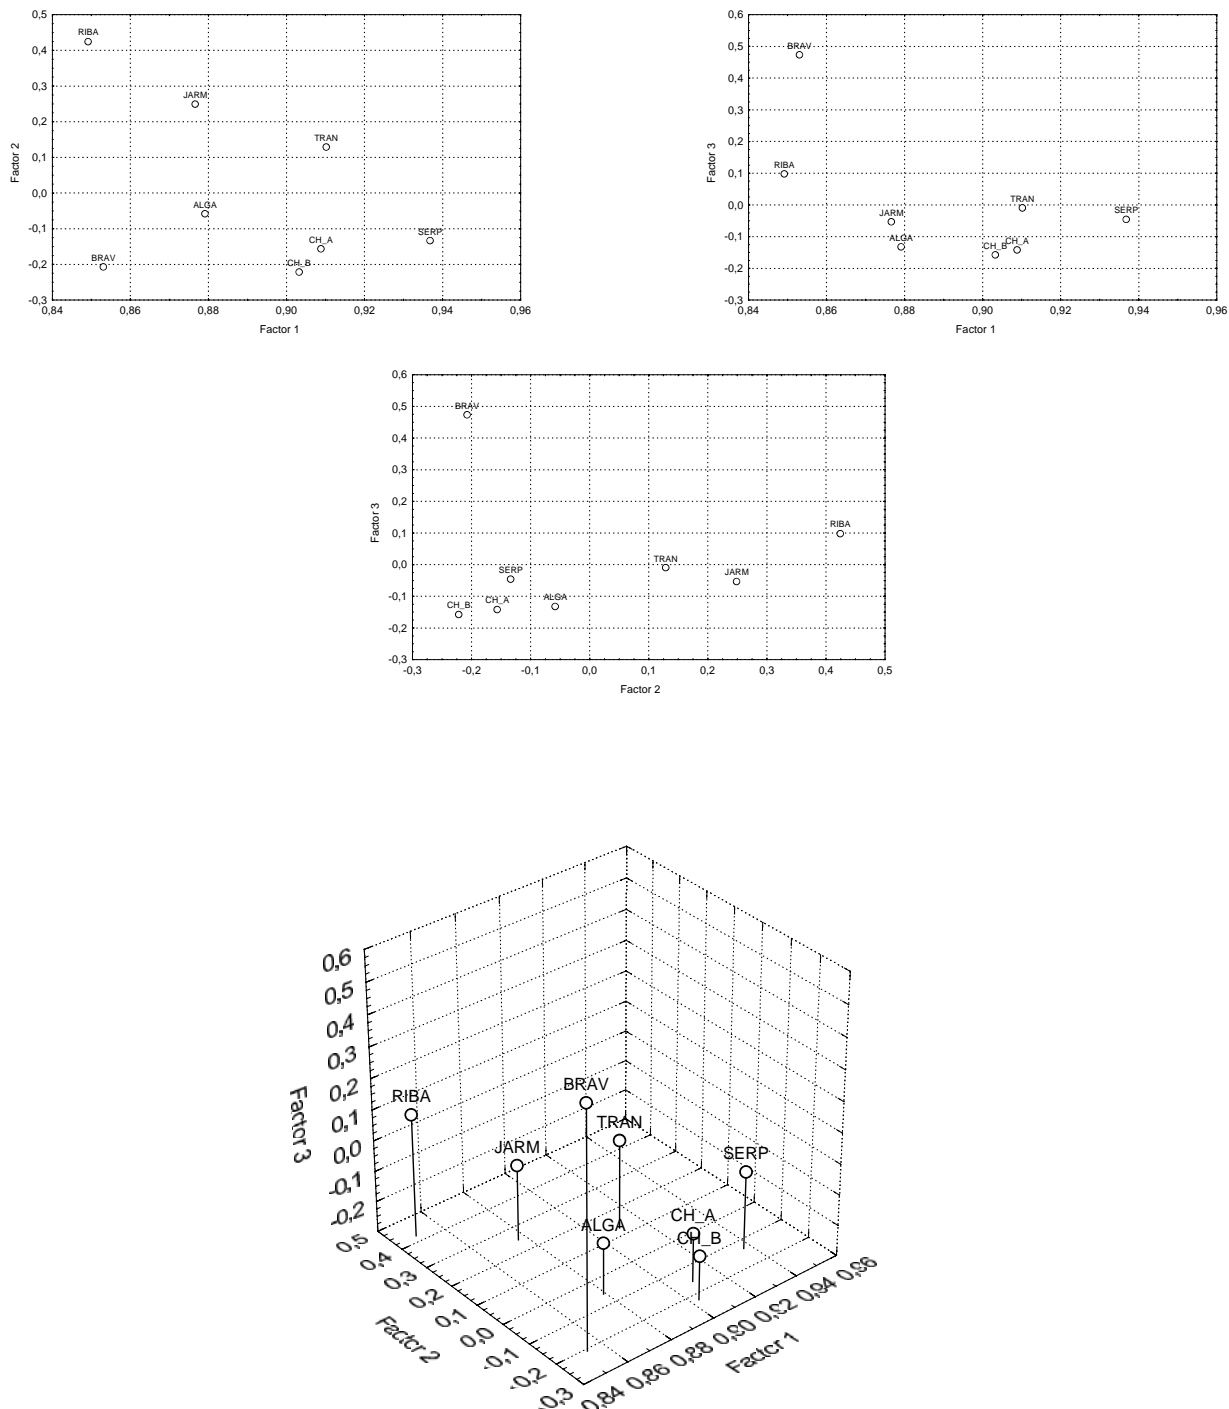 0,5
RIBA
0,4
0,3
JARM
0,2
TRAN
Factor 2
0,1
0,0
ALGA
-0,1
SERP
CH_A
BRAV
CH_B
-0,2
-0,3
0,84 0,86 0,88 0,90 0,92 0,94 0,96
Factor 1
0,6
0,5
BRAV
0,4
0,3
Factor 3
0,2
RIBA
0,1
TRAN
0,0
JARM
SERP
-0,1
ALGA
CH_B
CH_A
-0,2
-0,3
0,84 0,86 0,88 0,90 0,92 0,94 0,96
Factor 1
0,6
0,5
BRAV
0,4
0,3
0,2
Factor 3
RIBA
0,1
TRAN
0,0
SERP
JARM
-0,1
CH_B
CH_A
ALGA
-0,2
-0,3
-0,3 -0,2 -0,1 0,0 0,1 0,2 0,3 0,4 0,5
Factor 2
0,6
0,5
0,4
0,3
0,2
0,1
0,0
-0,1
-0,2
Factor 3
RIBA
BRAV
TRAN
JARM
SERP
CH_A
ALGA
CH_B
0,5
0,4
0,3
0,2
0,1
0,0
-0,1
-0,2
-0,3
Factor 2
0,84 0,86 0,88 0,90 0,92 0,94 0,96
Factor 1